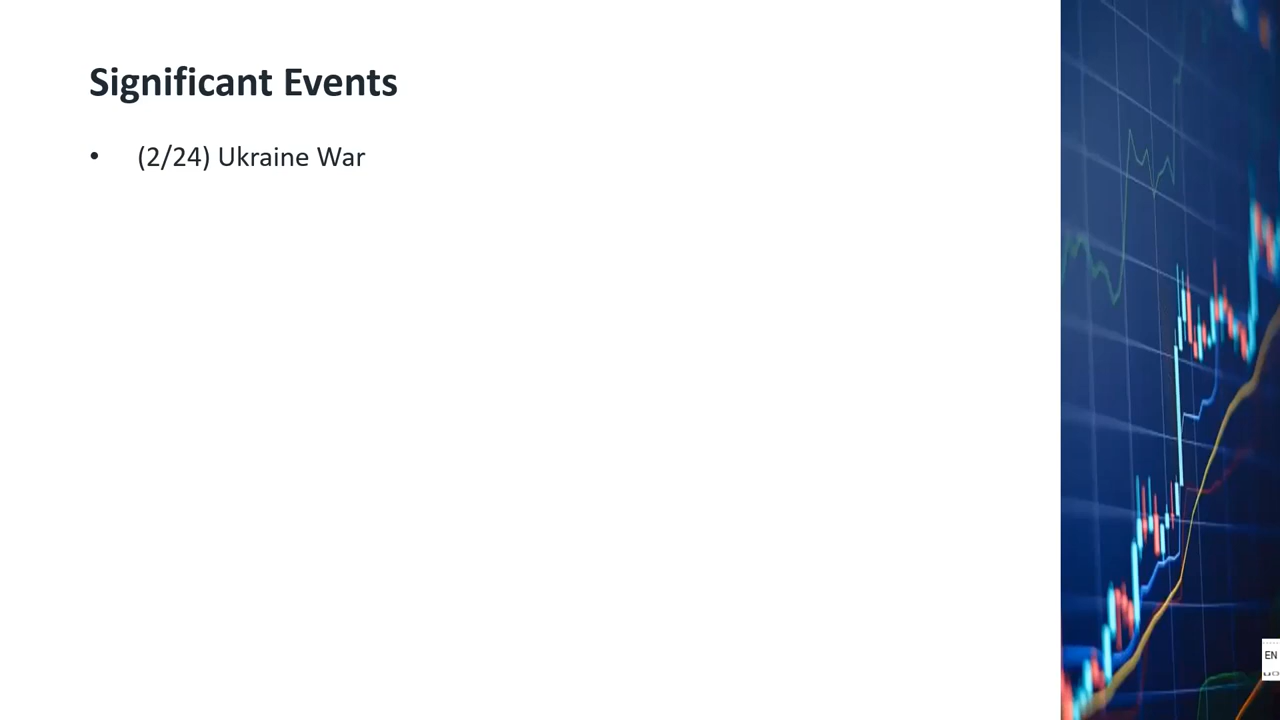 Significant Events
• (2/24) Ukraine War
EN